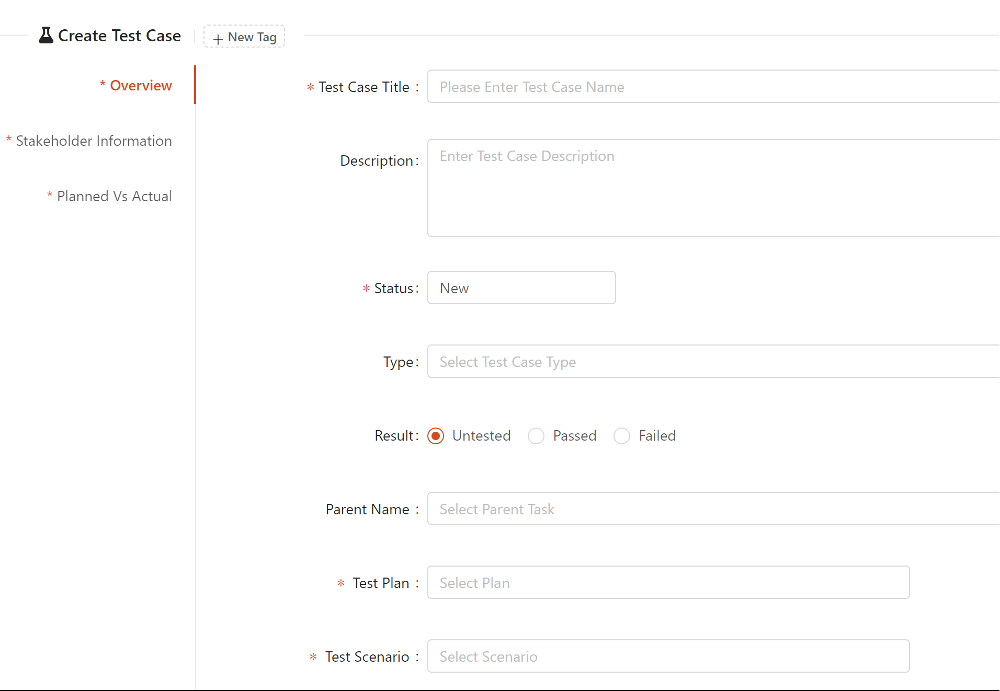 Create Test Case
+ New Tag
* Overview
* Stakeholder Information
* Planned Vs Actual
* Test Case Title : Please Enter Test Case Name
Description : Enter Test Case Description
* Status : New
Type : Select Test Case Type
Result : Untested Passed Failed
Parent Name : Select Parent Task
* Test Plan : Select Plan
* Test Scenario : Select Scenario